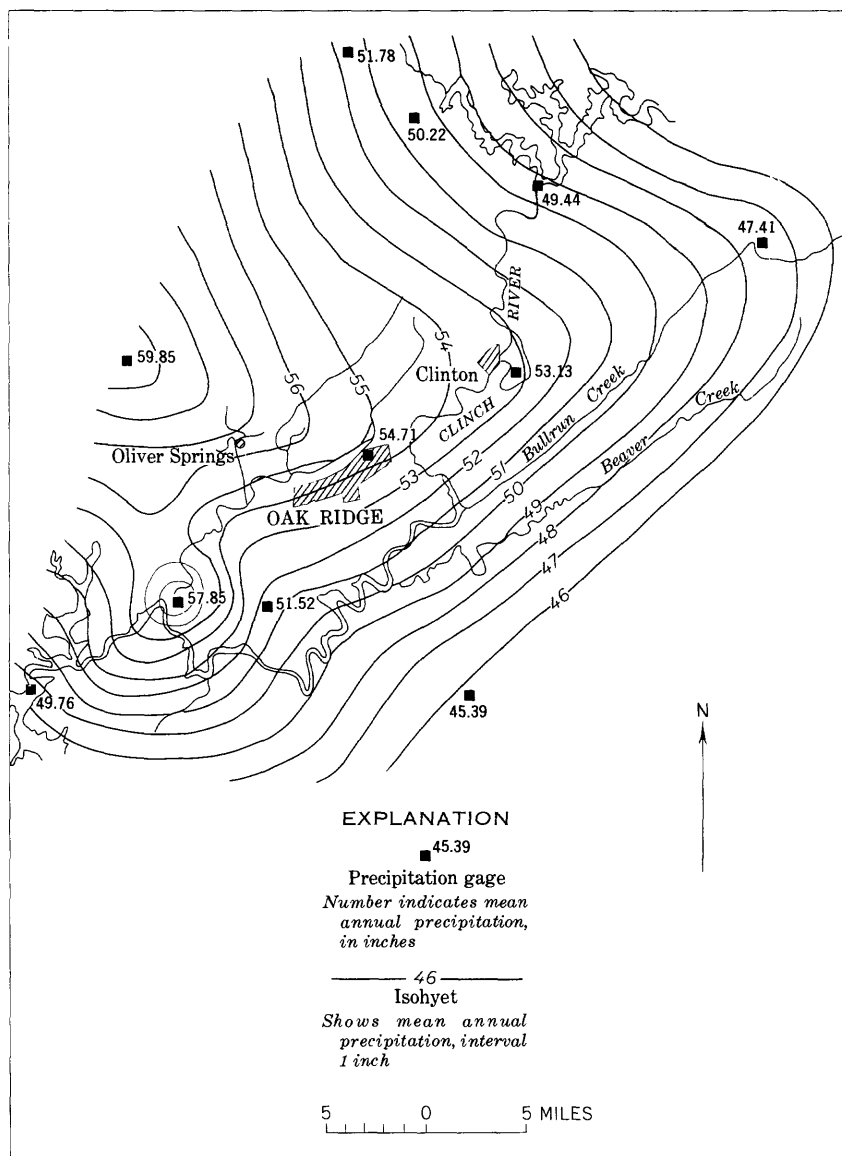 51.78
50.22
49.44
47.41
RIVER
54
59.85
56
55
Clinton
53.13
CLINCH
Bullrun Creek
Beaver Creek
54.71
Oliver Springs
52
51
53
50
OAK RIDGE
49
48
47
46
57.85
51.52
49.76
45.39
N
EXPLANATION
45.39
Precipitation gage
Number indicates mean
annual precipitation,
in inches
46
Isohyet
Shows mean annual
precipitation, interval
1 inch
5 0 5 MILES